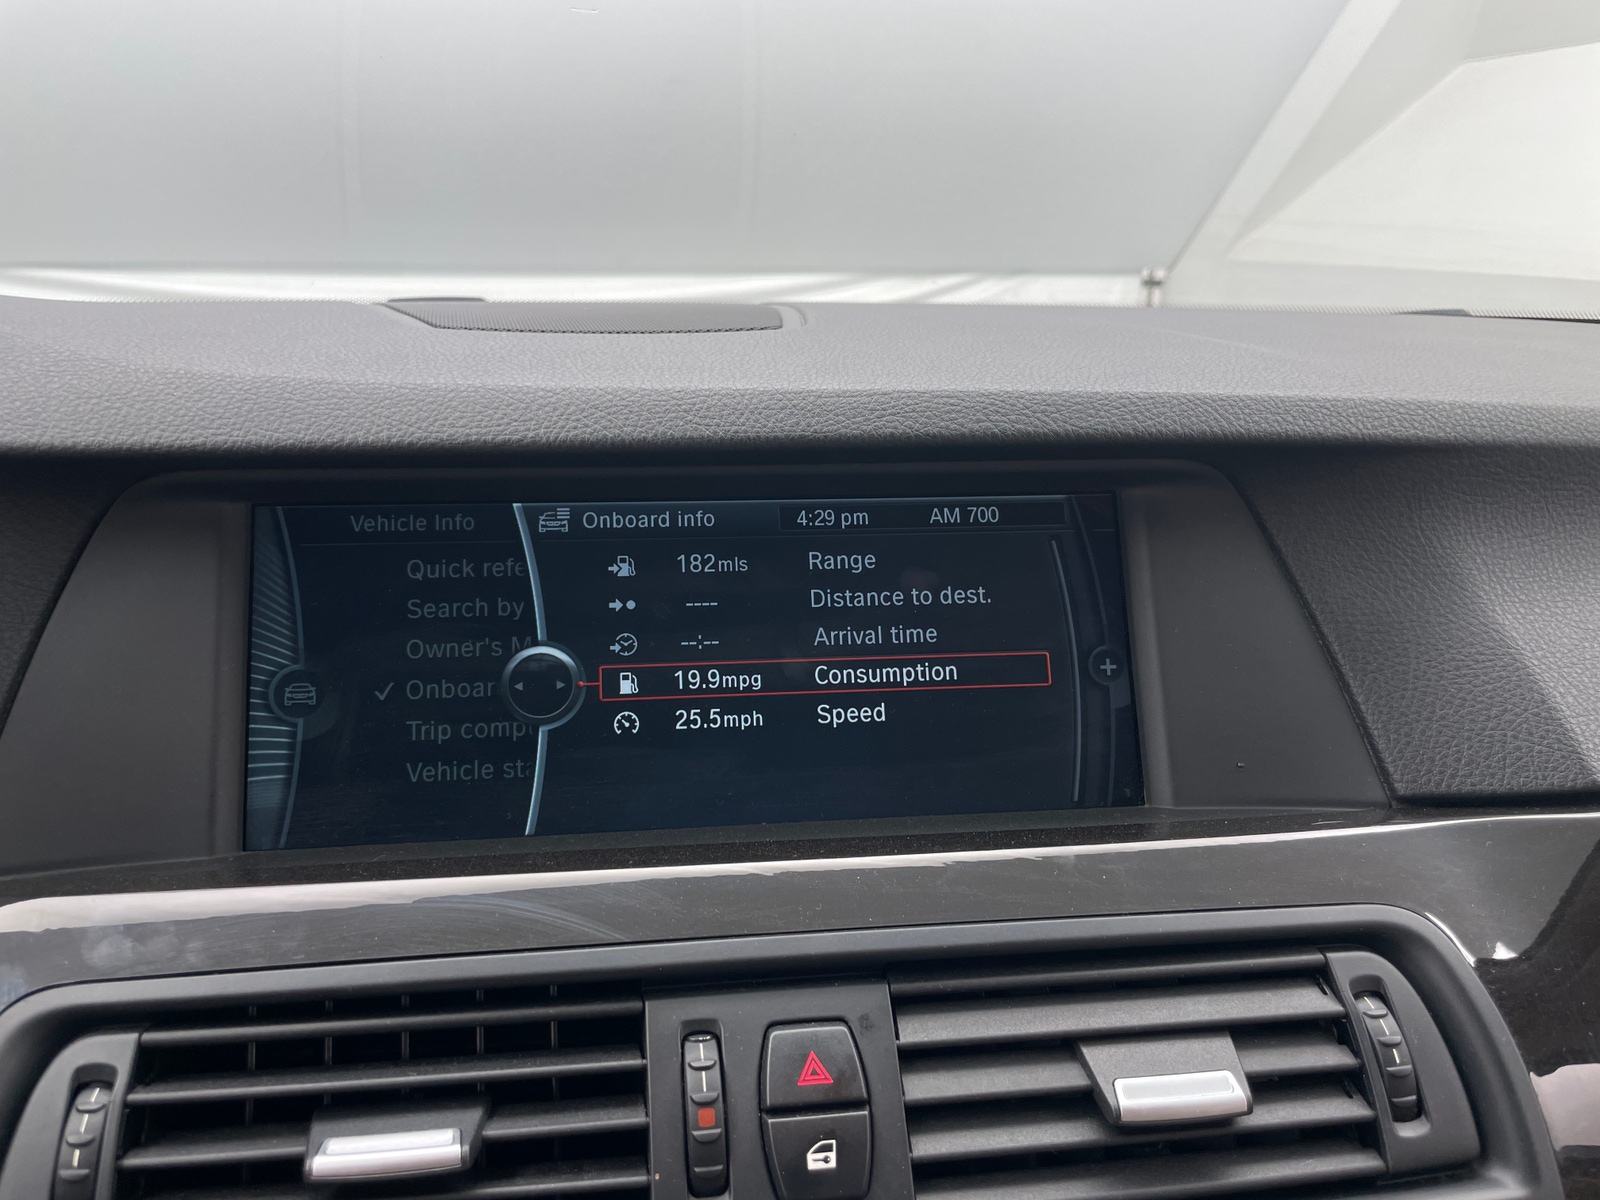 Vehicle Info
Onboard info
4:29 pm
AM 700
Quick refe
Search by
Owner's M
✓ Onboar
Trip comp
Vehicle sta
182mls Range
---- Distance to dest.
--:-- Arrival time
19.9mpg Consumption
25.5mph Speed